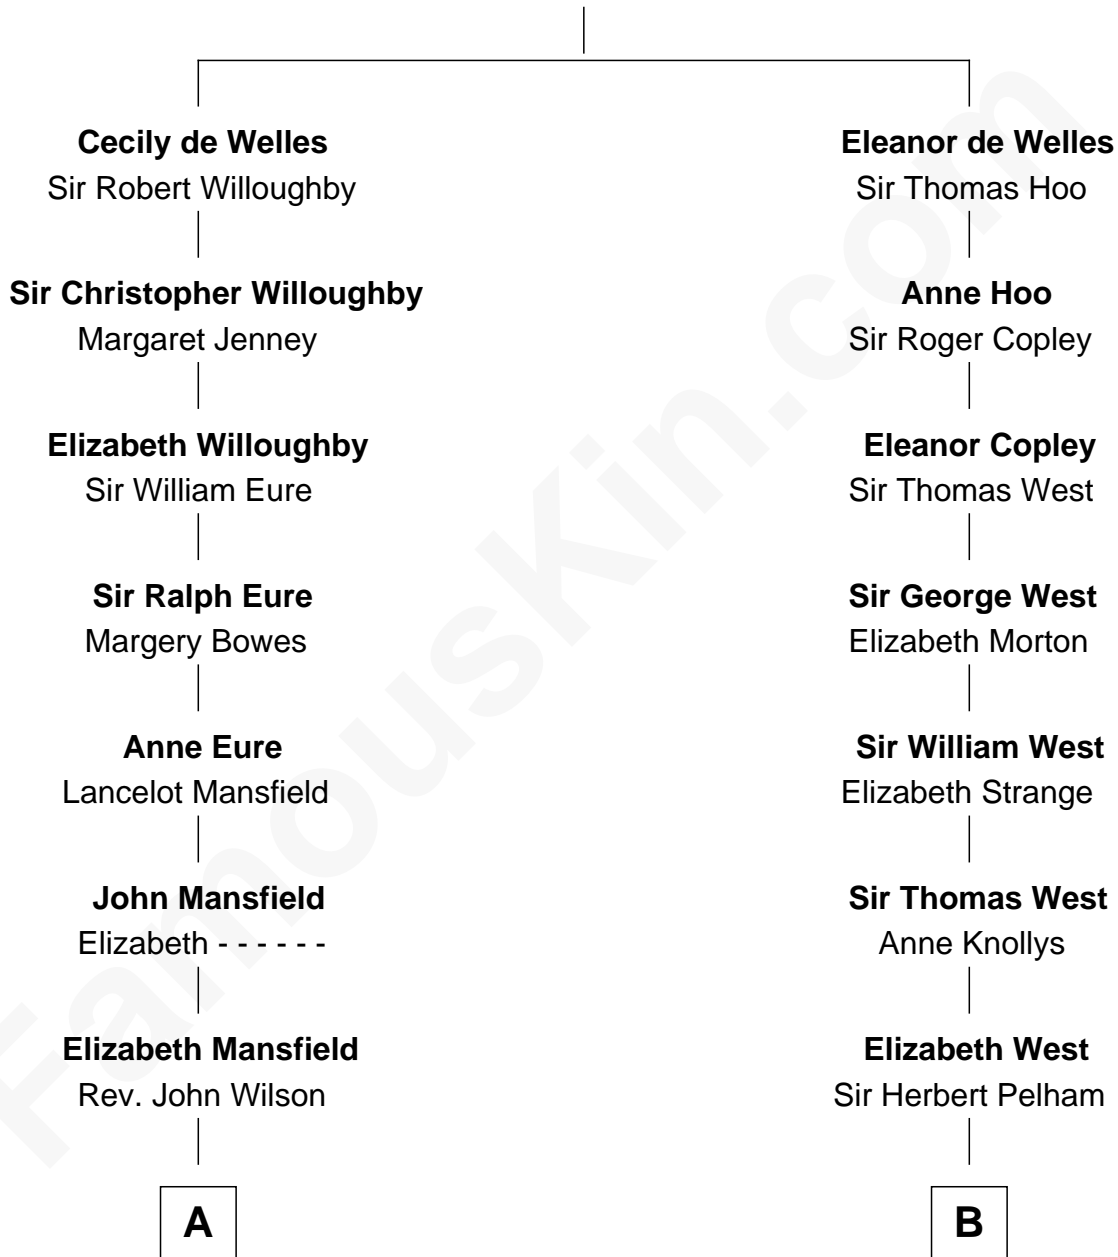 Cecily de Welles
Sir Robert Willoughby
Sir Christopher Willoughby
Margaret Jenney
Elizabeth Willoughby
Sir William Eure
Sir Ralph Eure
Margery Bowes
Anne Eure
Lancelot Mansfield
John Mansfield
Elizabeth - - - - - -
Elizabeth Mansfield
Rev. John Wilson
A
Eleanor de Welles
Sir Thomas Hoo
Anne Hoo
Sir Roger Copley
Eleanor Copley
Sir Thomas West
Sir George West
Elizabeth Morton
Sir William West
Elizabeth Strange
Sir Thomas West
Anne Knollys
Elizabeth West
Sir Herbert Pelham
B
FamousKin.com